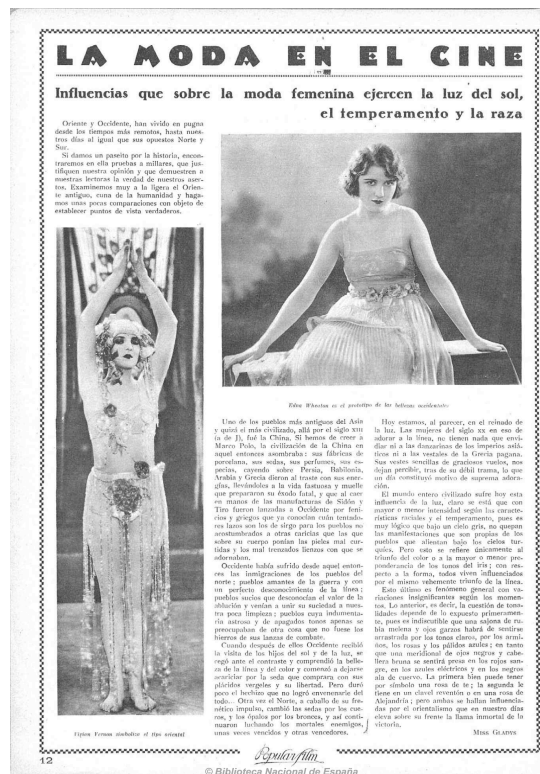 LA MODA EN EL CINE
Influencias que sobre la moda femenina ejercen la luz del sol,
el temperamento y la raza
Oriente y Occidente, han vivido en pugna
desde los tiempos más remotos, hasta nues-
tros días al igual que sus opuestos Norte y
Sur.
Si damos un paseito por la historia, encon-
traremos en ella pruebas a millares, que jus-
tifiquen nuestra opinión y que demuestren a
nuestras lectoras la verdad de nuestros aser-
tos. Examinemos muy a la ligera el Orien-
te antiguo, cuna de la humanidad y haga-
mos unas pocas comparaciones con objeto de
establecer puntos de vista verdaderos.
Edna Wheaton es el prototipo de las bellezas occidentales
Uno de los pueblos más antiguos del Asia
y quizá el más civilizado, allá por el siglo XIII
(a de J), fué la China. Si hemos de creer a
Marco Polo, la civilización de la China en
aquel entonces asombraba: sus fábricas de
porcelana, sus sedas, sus perfumes, sus es-
pecias, cayendo sobre Persia, Babilonia,
Arabia y Grecia dieron al traste con sus ener-
gías, llevándoles a la vida fastuosa y muelle
que prepararon su éxodo fatal, y que al caer
en manos de las manufacturas de Sidón y
Tiro fueron lanzadas a Occidente por feni-
cios y griegos que ya conocían cuán tentado-
res lazos son los de sirgo para los pueblos no
acostumbrados a otras caricias que las que
sobre su cuerpo ponían las pieles mal cur-
tidas y los mal trenzados lienzos con que se
adornaban.
Occidente había sufrido desde aquel enton-
ces las inmigraciones de los pueblos del
norte; pueblos amantes de la guerra y con
un perfecto desconocimiento de la línea;
pueblos sucios que desconocían el valor de la
ablución y venían a unir su suciedad a nues-
tra poca limpieza; pueblos cuya indumenta-
ria astrosa y de apagados tonos apenas se
preocupaban de otra cosa que no fuese los
hierros de sus lanzas de combate.
Cuando después de ellos Occidente recibió
la visita de los hijos del sol y de la luz, se
cegó ante el contraste y comprendió la belle-
za de la línea y del color y comenzó a dejarse
acariciar por la seda que comprara con sus
plácidos vergeles y su libertad. Pero duró
poco el hechizo que no logró envenenarle del
todo... Otra vez el Norte, a caballo de su fre-
nético impulso, cambió las sedas por los cue-
ros, y los ópalos por los bronces, y así conti-
nuaron luchando los mortales enemigos,
unas veces vencidos y otras vencedores.
Hoy estamos, al parecer, en el reinado de
la luz. Las mujeres del siglo XX en eso de
adorar a la línea, no tienen nada que envi-
diar ni a las danzarinas de los imperios asiá-
ticos ni a las vestales de la Grecia pagana.
Sus vestes sencillas de graciosos vuelos, nos
dejan percibir, tras de su débil trama, lo que
un día constituyó motivo de suprema adora-
ción.
El mundo entero civilizado sufre hoy esta
influencia de la luz, claro se está que con
mayor o menor intensidad según las carac-
terísticas raciales y el temperamento, pues es
muy lógico que bajo un cielo gris, no quepan
las manifestaciones que son propias de los
pueblos que alientan bajo los cielos tur-
quíes. Pero esto se refiere únicamente al
triunfo del color o a la mayor o menor pre-
ponderancia de los tonos del iris; con res-
pecto a la forma, todos viven influenciados
por el mismo vehemente triunfo de la línea.
Esto último es fenómeno general con va-
riaciones insignificantes según los momen-
tos. Lo anterior, es decir, la cuestión de tona-
lidades depende de lo expuesto primeramen-
te, pues es indiscutible que una sajona de ru-
bia melena y ojos garzos habrá de sentirse
arrastrada por los tonos claros, por los armi-
ños, los rosas y los pálidos azules; en tanto
que una meridional de ojos negros y cabe-
llera bruna se sentirá presa en los rojos san-
gre, en los azules eléctricos y en los negros
ala de cuervo. La primera bien puede tener
por símbolo una rosa de te; la segunda le
tiene en un clavel reventón o en una rosa de
Alejandría; pero ambas se hallan influencia-
das por el orientalismo que en nuestro días
eleva sobre su frente la llama inmortal de la
victoria.
MISS GLADYS
Vernon simboliza el tipo oriental
12
Popular film
© Biblioteca Nacional de España